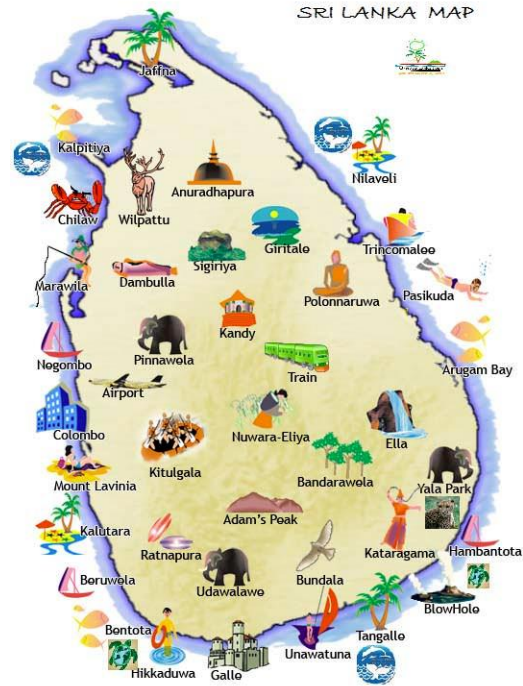 SRI LANKA MAP
Jaffna
Kalpitiya
Nilaveli
Anuradhapura
Chilaw
Wilpattu
Giritale
Trincomalee
Sigiriya
Marawila
Dambulla
Polonnaruwa
Pasikuda
Kandy
Pinnawela
Negombo
Train
Arugam Bay
Airport
Colombo
Nuwara-Eliya
Ella
Kitulgala
Mount Lavinia
Bandarawela
Yala Park
Adam's Peak
Kalutara
Ratnapura
Kataragama
Hambantota
Beruwela
Udawalawe
Bundala
BlowHole
Bentota
Hikkaduwa
Galle
Unawatuna
Tangalle